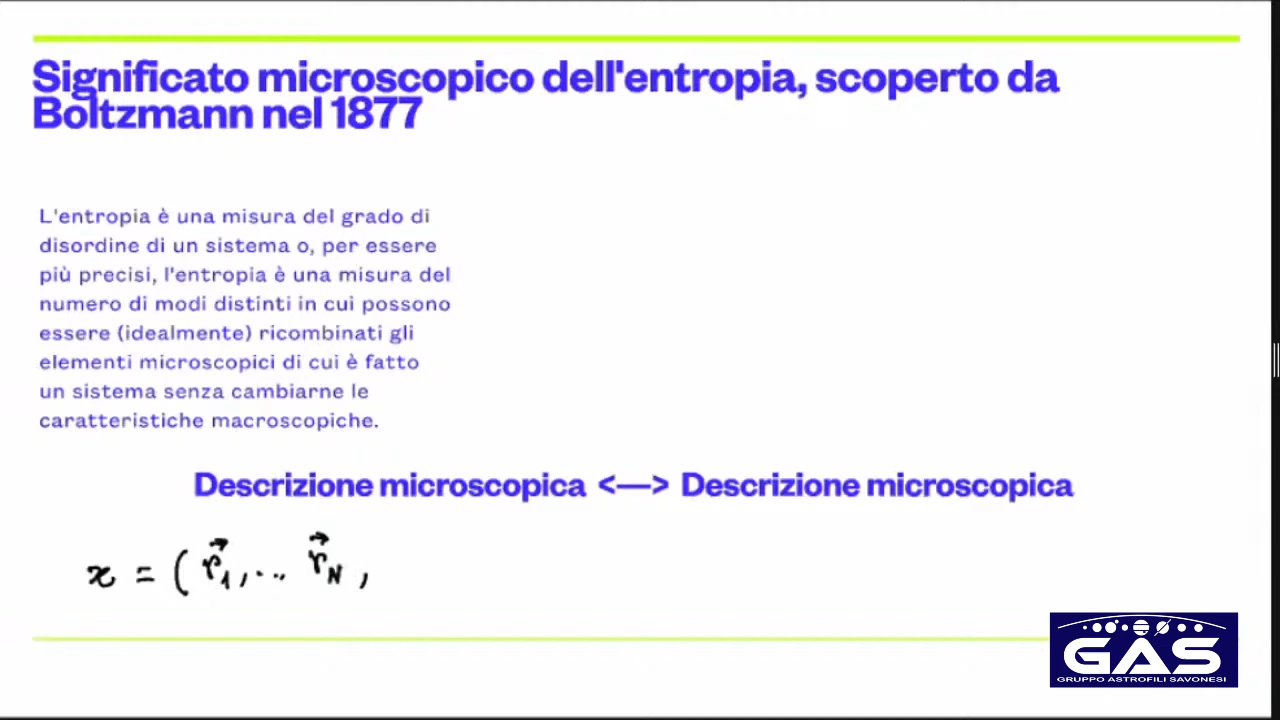 Significato microscopico dell'entropia, scoperto da
Boltzmann nel 1877
L'entropia è una misura del grado di
disordine di un sistema o, per essere
più precisi, l'entropia è una misura del
numero di modi distinti in cui possono
essere (idealmente) ricombinati gli
elementi microscopici di cui è fatto
un sistema senza cambiarne le
caratteristiche macroscopiche.
Descrizione microscopica <—> Descrizione microscopica
x = ( r⃗₁, ... r⃗_N ,
GAS
GRUPPO ASTROFILI SAVONESI